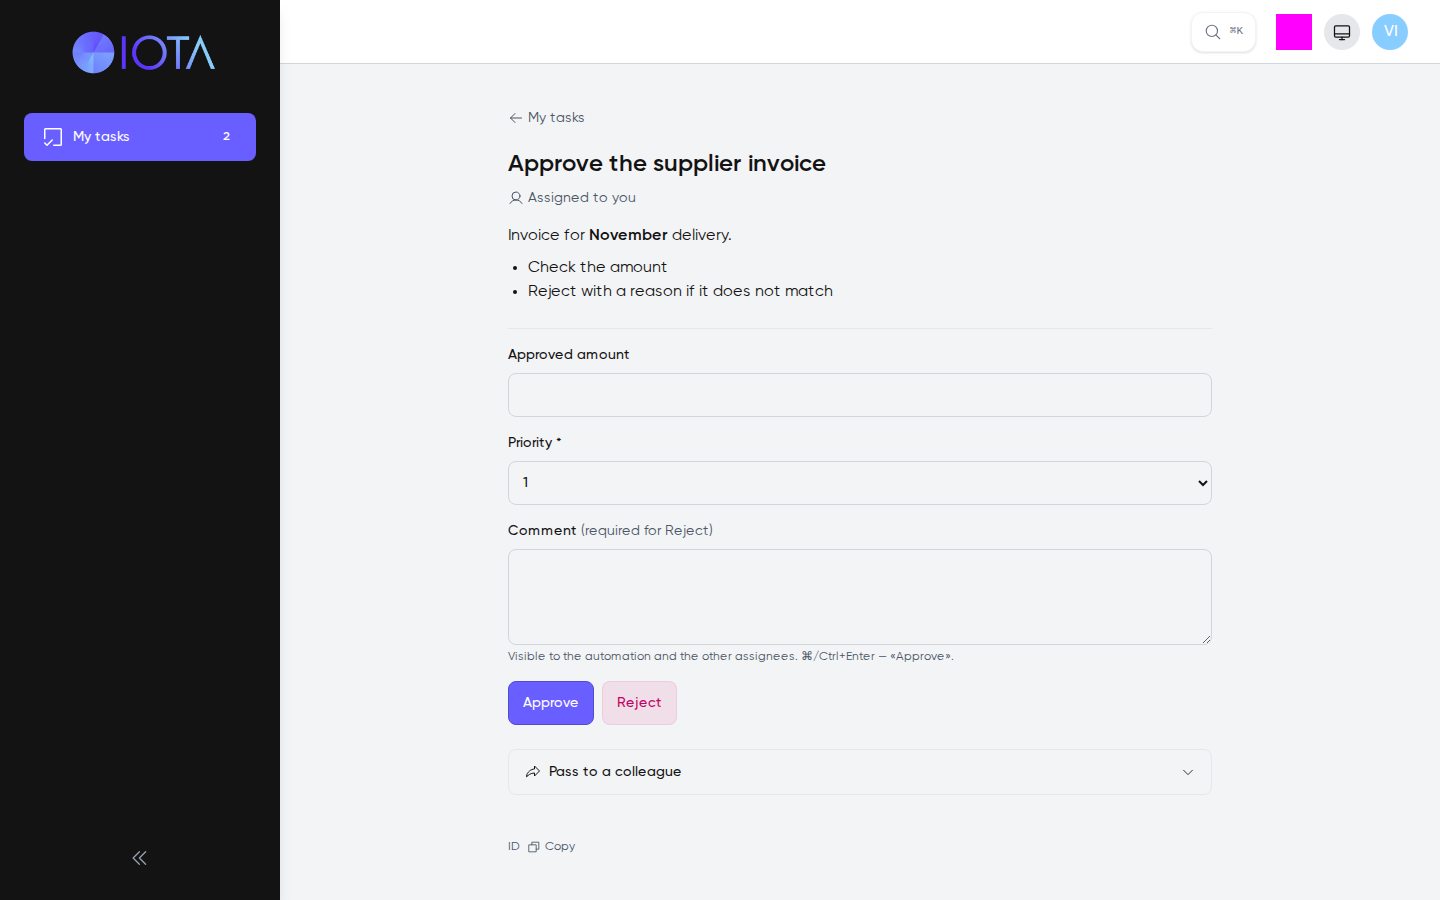 IOTA
⌘K
VI
My tasks
2
My tasks
Approve the supplier invoice
Assigned to you
Invoice for November delivery.
• Check the amount
• Reject with a reason if it does not match
Approved amount
Priority *
1
Comment (required for Reject)
Visible to the automation and the other assignees. ⌘/Ctrl+Enter — «Approve».
Approve
Reject
Pass to a colleague
ID
Copy